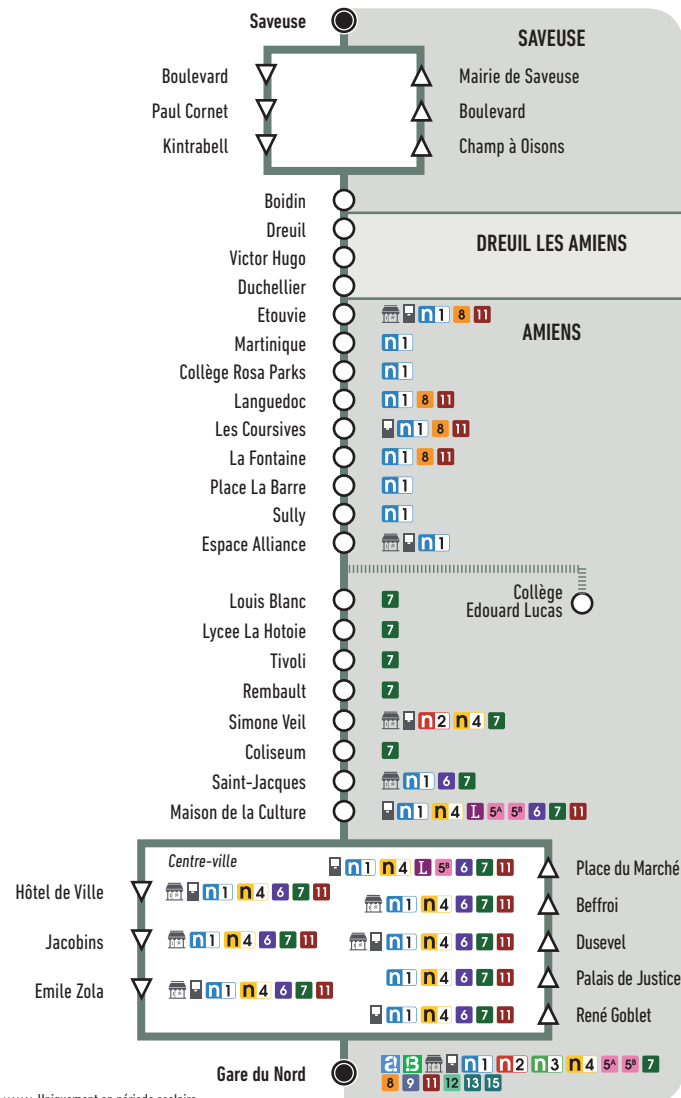 Saveuse
SAVEUSE
Boulevard
Mairie de Saveuse
Paul Cornet
Boulevard
Kintrabell
Champ à Oisons
Boidin
Dreuil
DREUIL LES AMIENS
Victor Hugo
Duchellier
Etouvie n1 8 11
AMIENS
Martinique n1
Collège Rosa Parks n1
Languedoc n1 8 11
Les Coursives n1 8 11
La Fontaine n1 8 11
Place La Barre n1
Sully n1
Espace Alliance n1
Collège
Edouard Lucas
Louis Blanc 7
Lycee La Hotoie 7
Tivoli 7
Rembault 7
Simone Veil n2 n4 7
Coliseum 7
Saint-Jacques n1 6 7
Maison de la Culture n1 n4 L 5A 5B 6 7 11
Centre-ville
n1 n4 L 5B 6 7 11 Place du Marché
Hôtel de Ville n1 n4 6 7 11
n1 n4 6 7 11 Beffroi
Jacobins n1 n4 6 7 11
n1 n4 6 7 11 Dusevel
n1 n4 6 7 11 Palais de Justice
Emile Zola n1 n4 6 7 11
n1 n4 6 7 11 René Goblet
Gare du Nord a B n1 n2 n3 n4 5A 5B 7
8 9 11 12 13 15